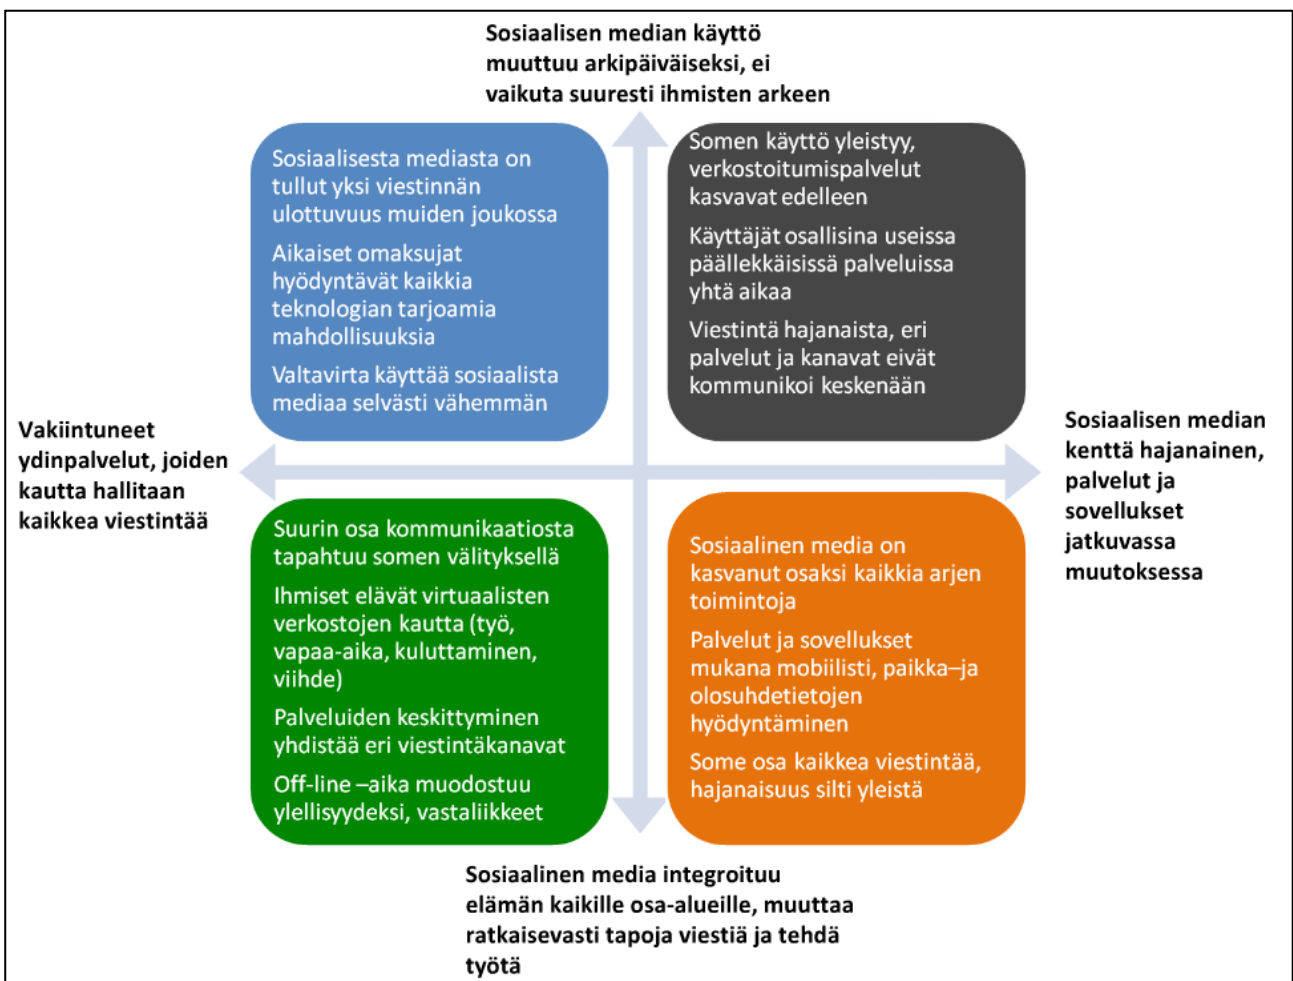 Sosiaalisen median käyttö
muuttuu arkipäiväiseksi, ei
vaikuta suuresti ihmisten arkeen
Sosiaalisesta mediasta on
tullut yksi viestinnän
ulottuvuus muiden joukossa
Aikaiset omaksujat
hyödyntävät kaikkia
teknologian tarjoamia
mahdollisuuksia
Valtavirta käyttää sosiaalista
mediaa selvästi vähemmän
Somen käyttö yleistyy,
verkostoitumispalvelut
kasvavat edelleen
Käyttäjät osallisina useissa
päällekkäisissä palveluissa
yhtä aikaa
Viestintä hajanaista, eri
palvelut ja kanavat eivät
kommunikoi keskenään
Vakiintuneet
ydinpalvelut, joiden
kautta hallitaan
kaikkea viestintää
Sosiaalisen median
kenttä hajanainen,
palvelut ja
sovellukset
jatkuvassa
muutoksessa
Suurin osa kommunikaatiosta
tapahtuu somen välityksellä
Ihmiset elävät virtuaalisten
verkostojen kautta (työ,
vapaa-aika, kuluttaminen,
viihde)
Palveluiden keskittyminen
yhdistää eri viestintäkanavat
Off-line –aika muodostuu
ylellisyydeksi, vastaliikkeet
Sosiaalinen media on
kasvanut osaksi kaikkia arjen
toimintoja
Palvelut ja sovellukset
mukana mobiilisti, paikka–ja
olosuhdetietojen
hyödyntäminen
Some osa kaikkea viestintää,
hajanaisuus silti yleistä
Sosiaalinen media integroituu
elämän kaikille osa-alueille, muuttaa
ratkaisevasti tapoja viestiä ja tehdä
työtä